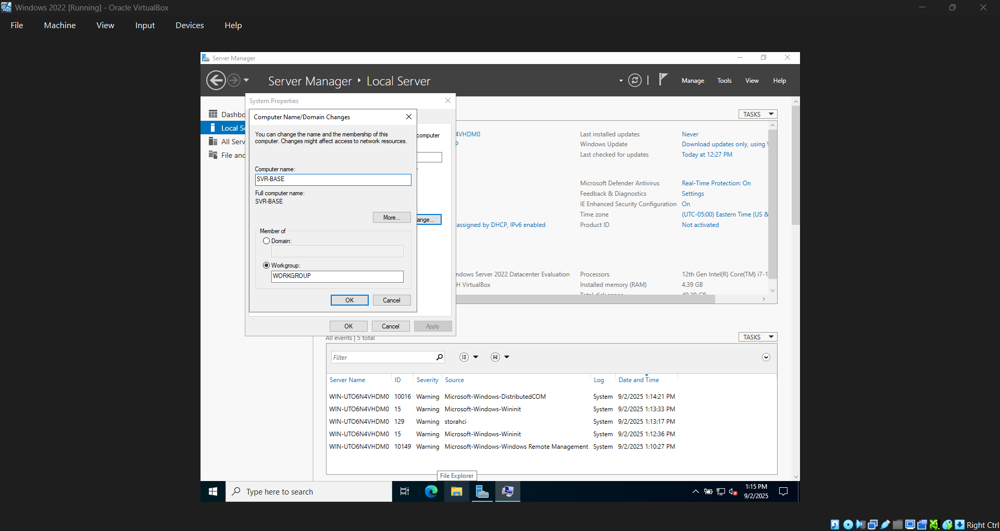 Windows 2022 [Running] - Oracle VirtualBox
File Machine View Input Devices Help
Server Manager
Server Manager ‣ Local Server
Manage Tools View Help
System Properties
Computer Name/Domain Changes
You can change the name and the membership of this
computer. Changes might affect access to network resources.
Computer name:
SVR-BASE
Full computer name:
SVR-BASE
More...
Member of
Domain:
Workgroup:
WORKGROUP
OK Cancel
computer
ange...
OK Cancel Apply
Dashbo
Local Se
All Serv
File and
TASKS
4VHDM0
p
assigned by DHCP, IPv6 enabled
ndows Server 2022 Datacenter Evaluation
H VirtualBox
Last installed updates Never
Windows Update Download updates only, using
Last checked for updates Today at 12:27 PM
Microsoft Defender Antivirus Real-Time Protection: On
Feedback & Diagnostics Settings
IE Enhanced Security Configuration On
Time zone (UTC-05:00) Eastern Time (US &
Product ID Not activated
Processors 12th Gen Intel(R) Core(TM) i7-1
Installed memory (RAM) 4.39 GB
Total disk space 49.39 GB
All events | 5 total
TASKS
Filter
Server Name ID Severity Source Log Date and Time
WIN-UTO6N4VHDM0 10016 Warning Microsoft-Windows-DistributedCOM System 9/2/2025 1:14:21 PM
WIN-UTO6N4VHDM0 15 Warning Microsoft-Windows-Wininit System 9/2/2025 1:13:33 PM
WIN-UTO6N4VHDM0 129 Warning storahci System 9/2/2025 1:13:17 PM
WIN-UTO6N4VHDM0 15 Warning Microsoft-Windows-Wininit System 9/2/2025 1:12:36 PM
WIN-UTO6N4VHDM0 10149 Warning Microsoft-Windows-Windows Remote Management System 9/2/2025 1:10:27 PM
File Explorer
Type here to search
1:15 PM
9/2/2025
Right Ctrl